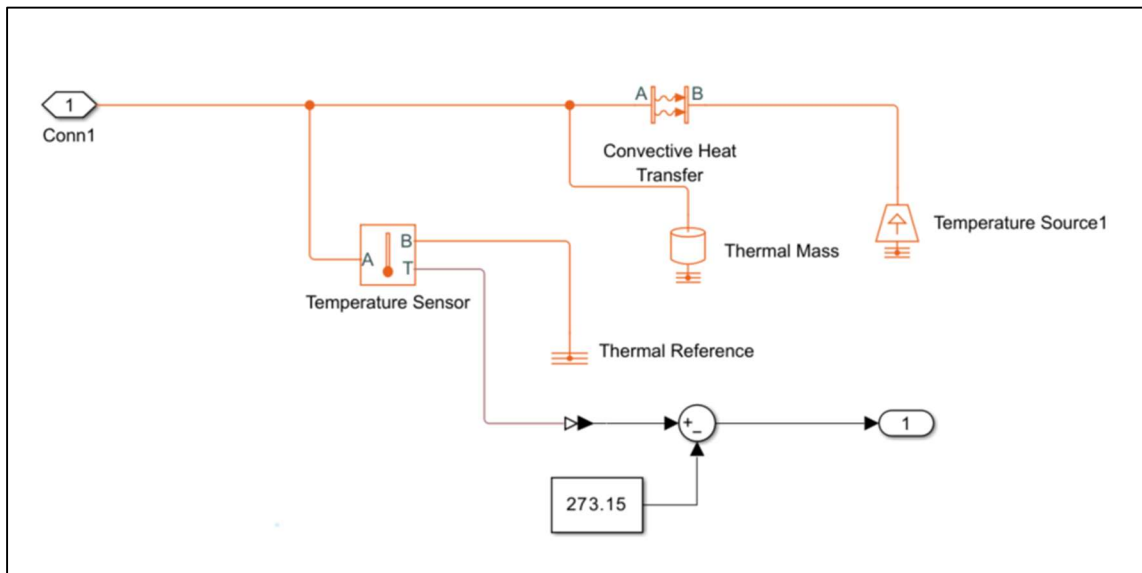 1
Conn1
A
B
Convective Heat
Transfer
Temperature Source1
Thermal Mass
A
B
T
Temperature Sensor
Thermal Reference
+
−
1
273.15